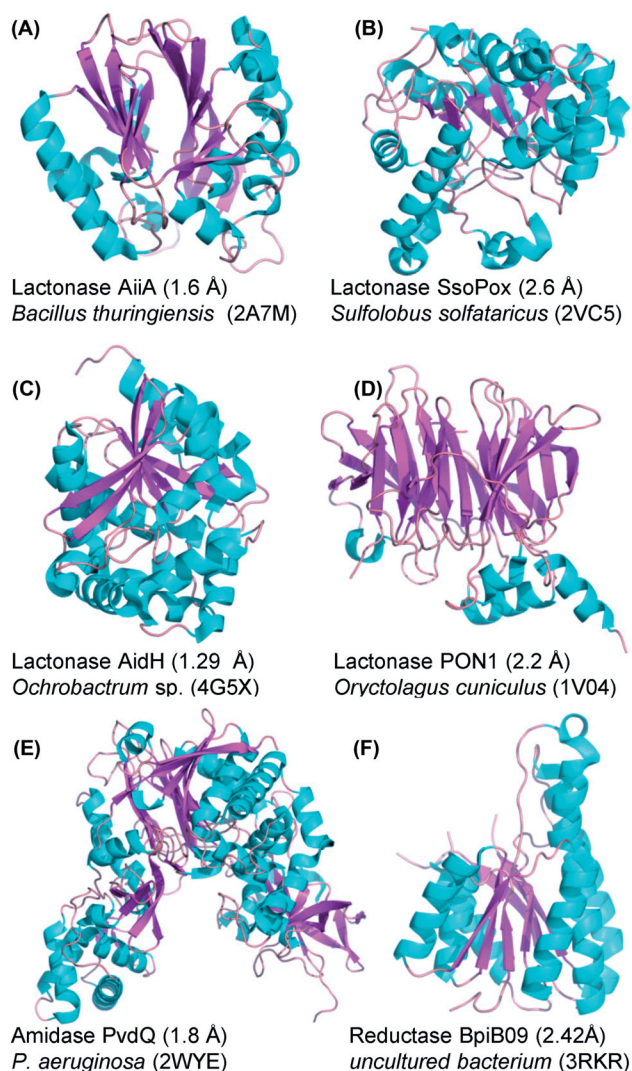 (A)
(B)
Lactonase AiiA (1.6 Å)
Bacillus thuringiensis (2A7M)
Lactonase SsoPox (2.6 Å)
Sulfolobus solfataricus (2VC5)
(C)
(D)
Lactonase AidH (1.29 Å)
Ochrobactrum sp. (4G5X)
Lactonase PON1 (2.2 Å)
Oryctolagus cuniculus (1V04)
(E)
(F)
Amidase PvdQ (1.8 Å)
P. aeruginosa (2WYE)
Reductase BpiB09 (2.42Å)
uncultured bacterium (3RKR)